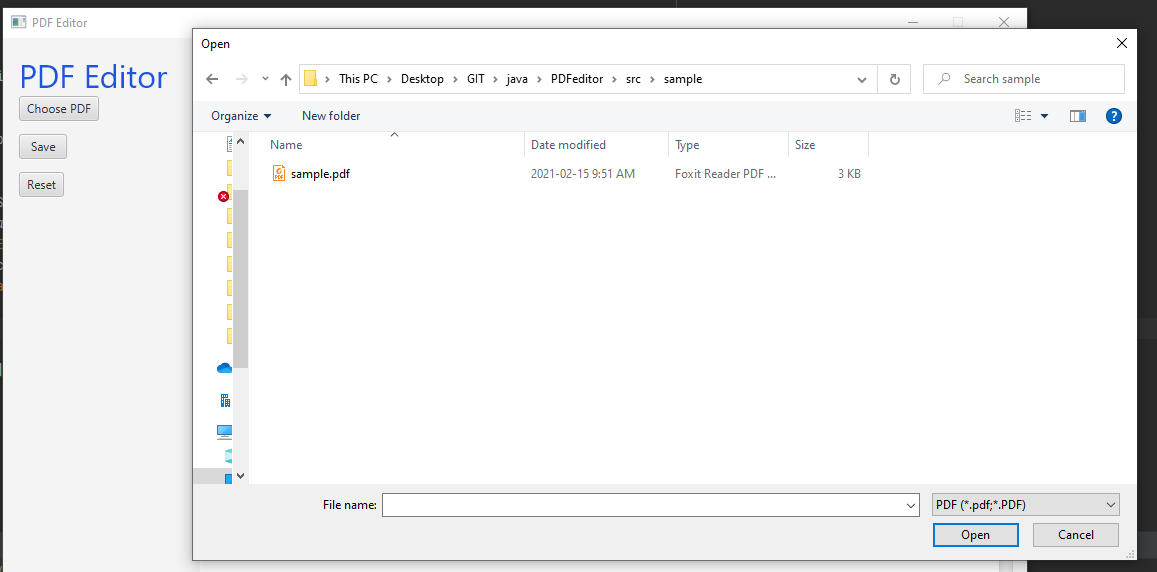 PDF Editor
PDF Editor
Choose PDF
Save
Reset
Open
This PC > Desktop > GIT > java > PDFeditor > src > sample
Search sample
Organize
New folder
?
Name Date modified Type Size
sample.pdf 2021-02-15 9:51 AM Foxit Reader PDF ... 3 KB
File name:
PDF (*.pdf;*.PDF)
Open Cancel